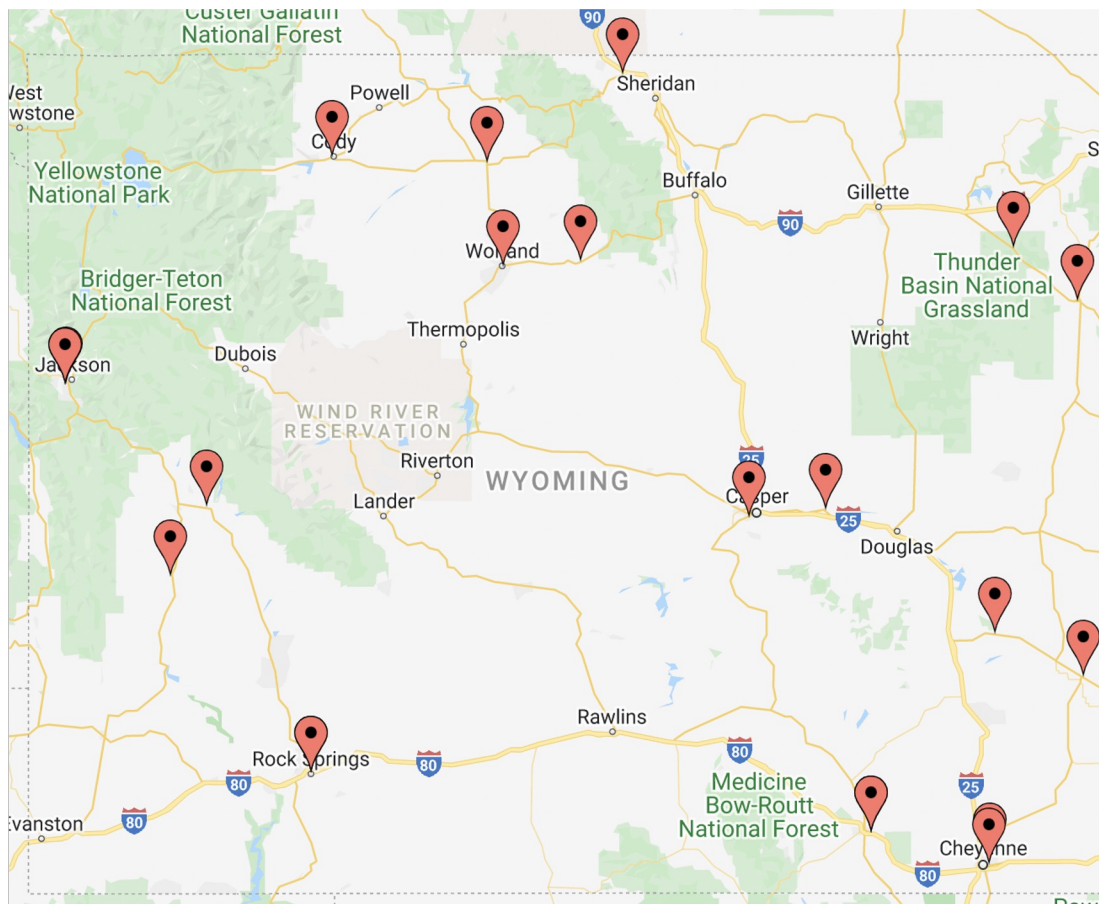 Custer Gallatin
National Forest
90
Sheridan
West
wstone
Powell
Cody
Yellowstone
National Park
Buffalo
Gillette
S
90
Worland
Bridger-Teton
National Forest
Thunder
Basin National
Grassland
Thermopolis
Wright
Dubois
Jackson
WIND RIVER
RESERVATION
Riverton
WYOMING
25
Lander
Casper
25
Douglas
Rawlins
Rock Springs
80
80
80
Medicine
Bow-Routt
National Forest
25
Evanston
80
Cheyenne
80